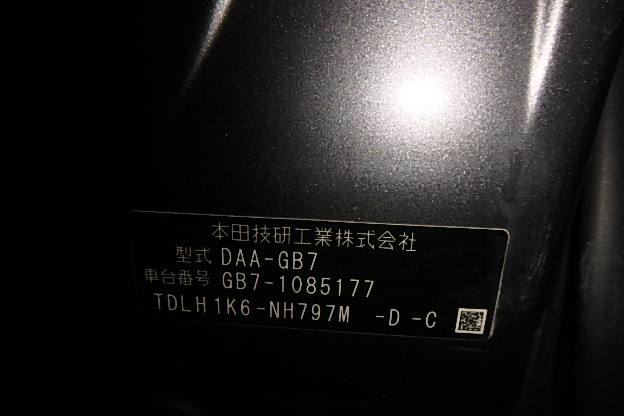 本田技研工業株式会社
型式 DAA-GB7
車台番号 GB7-1085177
TDLH1K6-NH797M -D -C